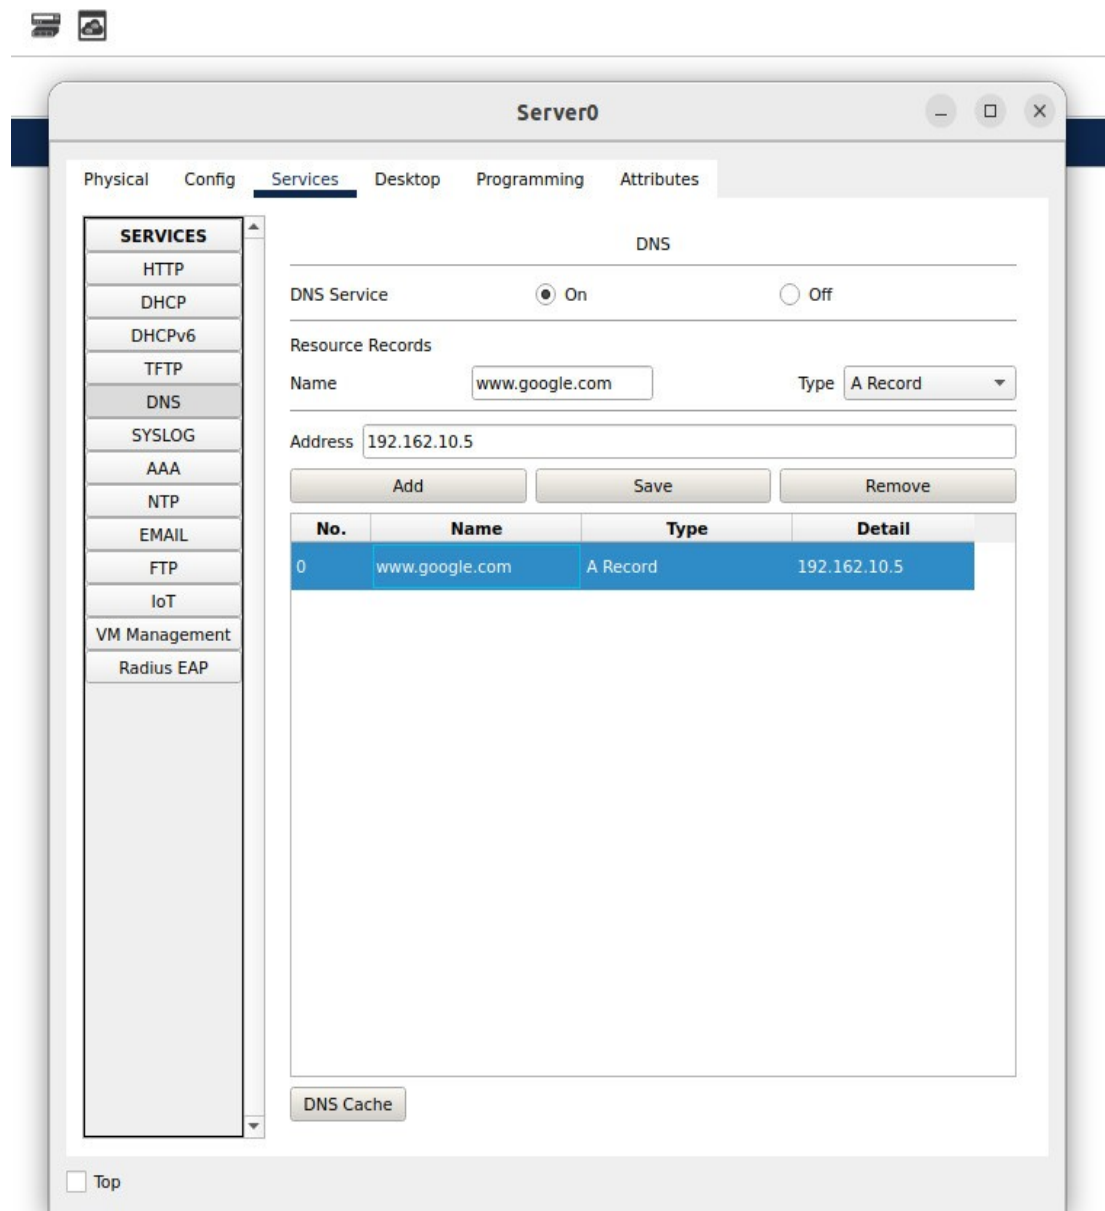 Server0
Physical Config Services Desktop Programming Attributes
SERVICES
HTTP
DHCP
DHCPv6
TFTP
DNS
SYSLOG
AAA
NTP
EMAIL
FTP
IoT
VM Management
Radius EAP
DNS
DNS Service On Off
Resource Records
Name www.google.com Type A Record
Address 192.162.10.5
Add Save Remove
No. Name Type Detail
0 www.google.com A Record 192.162.10.5
DNS Cache
Top